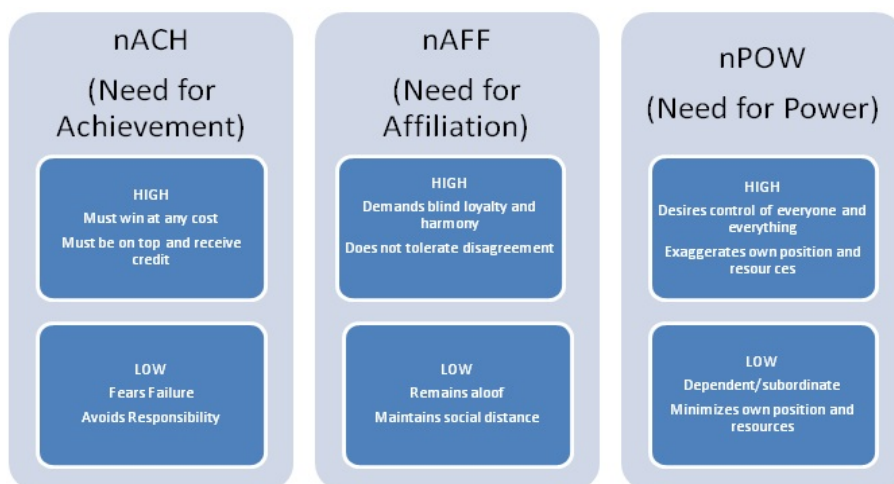 nACH
(Need for
Achievement)
HIGH
Must win at any cost
Must be on top and receive
credit
LOW
Fears Failure
Avoids Responsibility
nAFF
(Need for
Affiliation)
HIGH
Demands blind loyalty and
harmony
Does not tolerate disagreement
LOW
Remains aloof
Maintains social distance
nPOW
(Need for Power)
HIGH
Desires control of everyone and
everything
Exaggerates own position and
resources
LOW
Dependent/subordinate
Minimizes own position and
resources